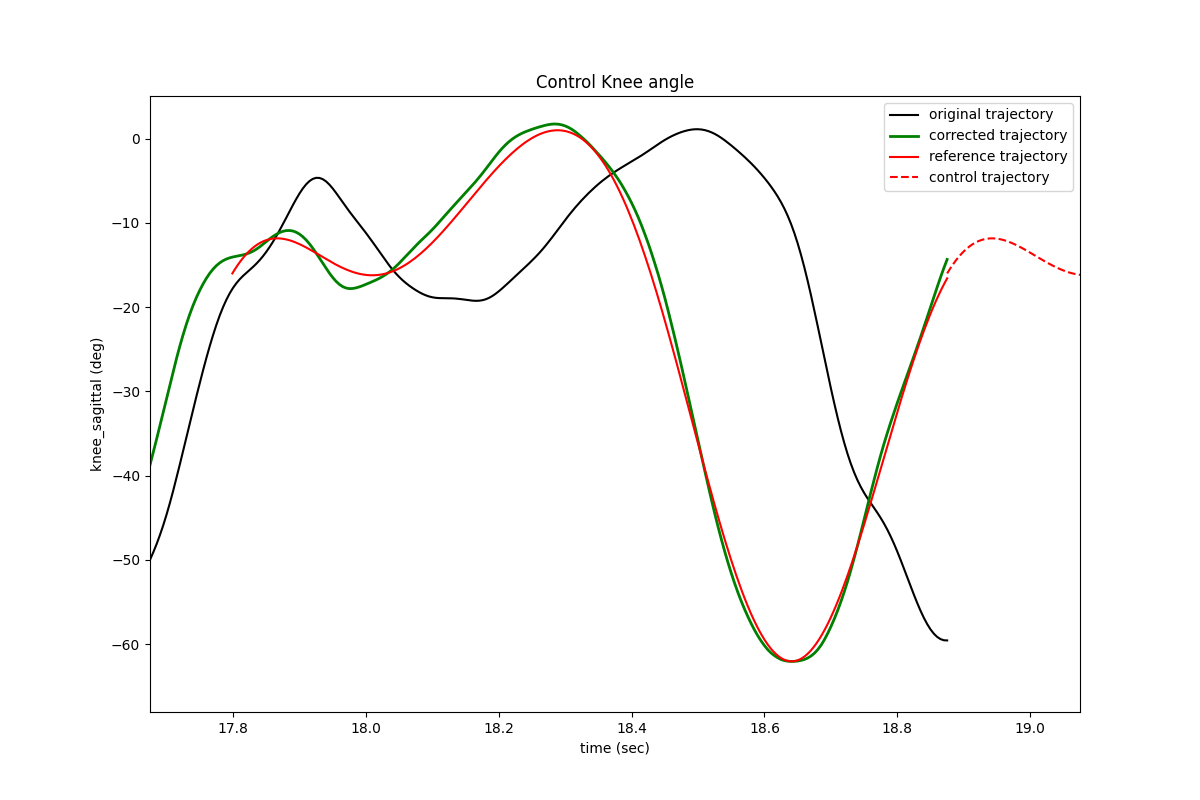 Control Knee angle
original trajectory
corrected trajectory
reference trajectory
control trajectory
knee_sagittal (deg)
0
−10
−20
−30
−40
−50
−60
17.8 18.0 18.2 18.4 18.6 18.8 19.0
time (sec)